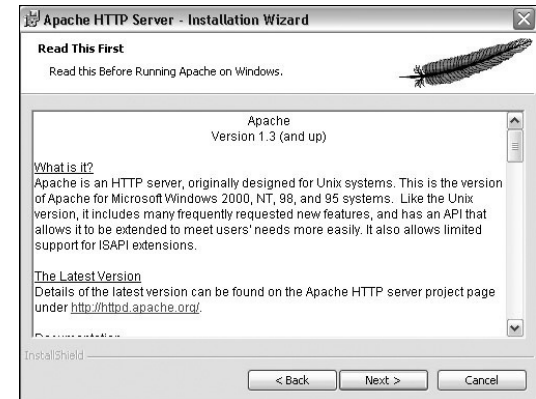 Apache HTTP Server - Installation Wizard
Read This First
Read this Before Running Apache on Windows.
Apache
Version 1.3 (and up)
What is it?
Apache is an HTTP server, originally designed for Unix systems. This is the version
of Apache for Microsoft Windows 2000, NT, 98, and 95 systems. Like the Unix
version, it includes many frequently requested new features, and has an API that
allows it to be extended to meet users' needs more easily. It also allows limited
support for ISAPI extensions.
The Latest Version
Details of the latest version can be found on the Apache HTTP server project page
under http://httpd.apache.org/.
Documentation
InstallShield
< Back
Next >
Cancel